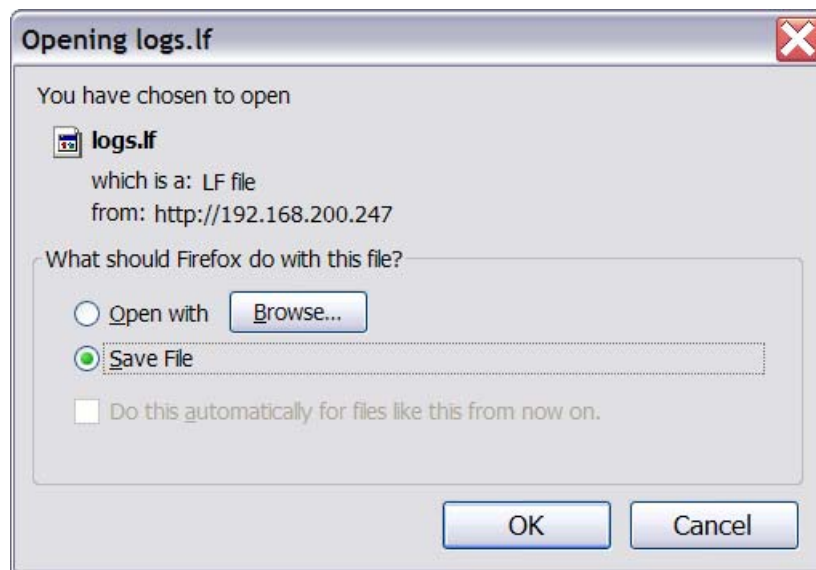 Opening logs.lf
You have chosen to open
logs.lf
which is a: LF file
from: http://192.168.200.247
What should Firefox do with this file?
Open with Browse...
Save File
Do this automatically for files like this from now on.
OK Cancel